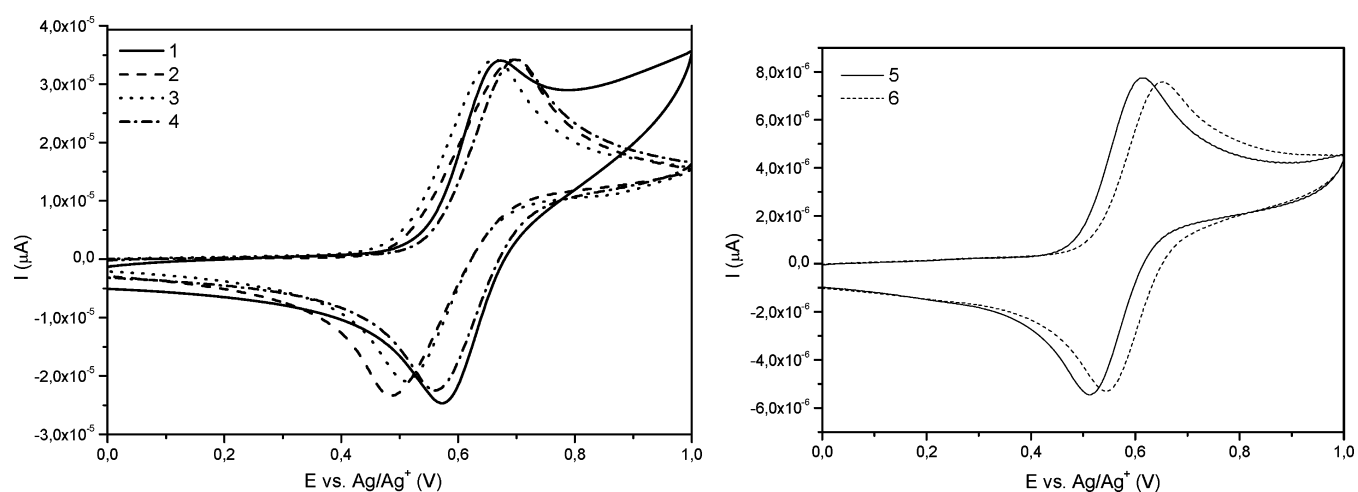 4,0x10⁻⁵
3,0x10⁻⁵
2,0x10⁻⁵
1,0x10⁻⁵
0,0
-1,0x10⁻⁵
-2,0x10⁻⁵
-3,0x10⁻⁵
I (µA)
1
2
3
4
0,0 0,2 0,4 0,6 0,8 1,0
E vs. Ag/Ag⁺ (V)
8,0x10⁻⁶
6,0x10⁻⁶
4,0x10⁻⁶
2,0x10⁻⁶
0,0
-2,0x10⁻⁶
-4,0x10⁻⁶
-6,0x10⁻⁶
I (µA)
5
6
0,0 0,2 0,4 0,6 0,8 1,0
E vs. Ag/Ag⁺ (V)